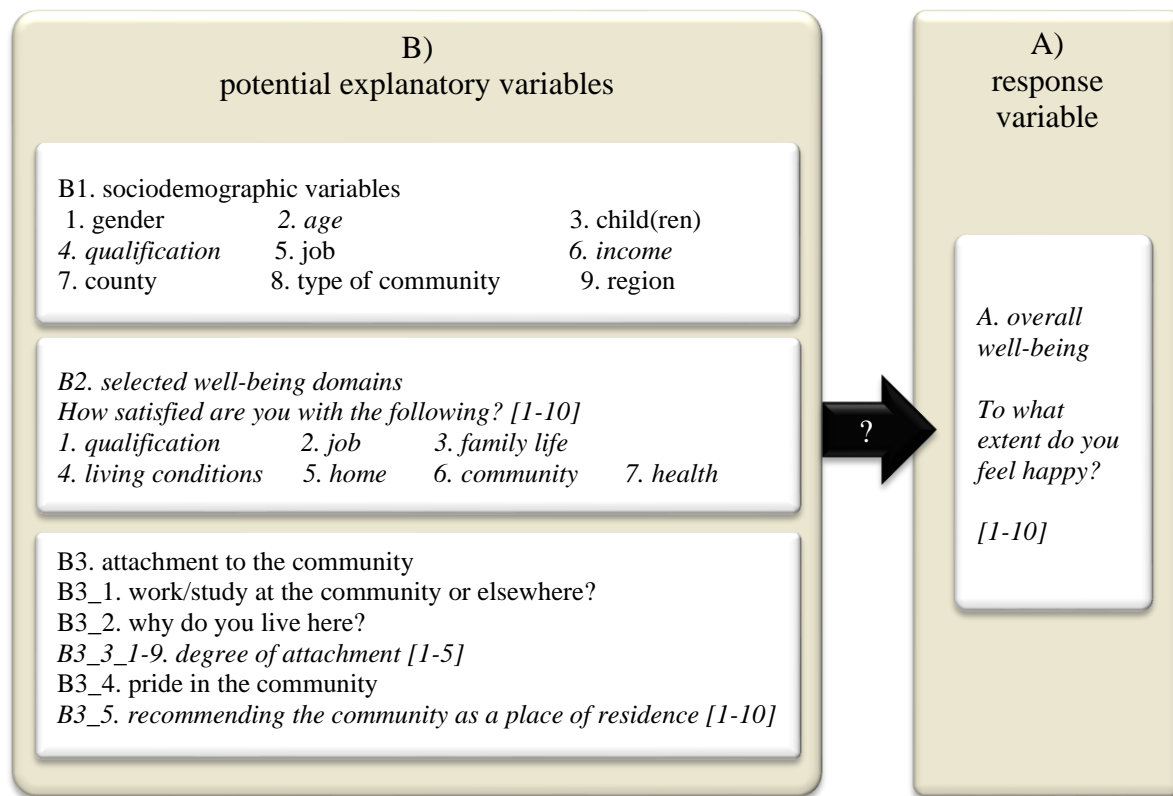 B)
potential explanatory variables
B1. sociodemographic variables
1. gender 2. age 3. child(ren)
4. qualification 5. job 6. income
7. county 8. type of community 9. region
B2. selected well-being domains
How satisfied are you with the following? [1-10]
1. qualification 2. job 3. family life
4. living conditions 5. home 6. community 7. health
B3. attachment to the community
B3_1. work/study at the community or elsewhere?
B3_2. why do you live here?
B3_3_1-9. degree of attachment [1-5]
B3_4. pride in the community
B3_5. recommending the community as a place of residence [1-10]
?
A)
response
variable
A. overall
well-being
To what
extent do you
feel happy?
[1-10]